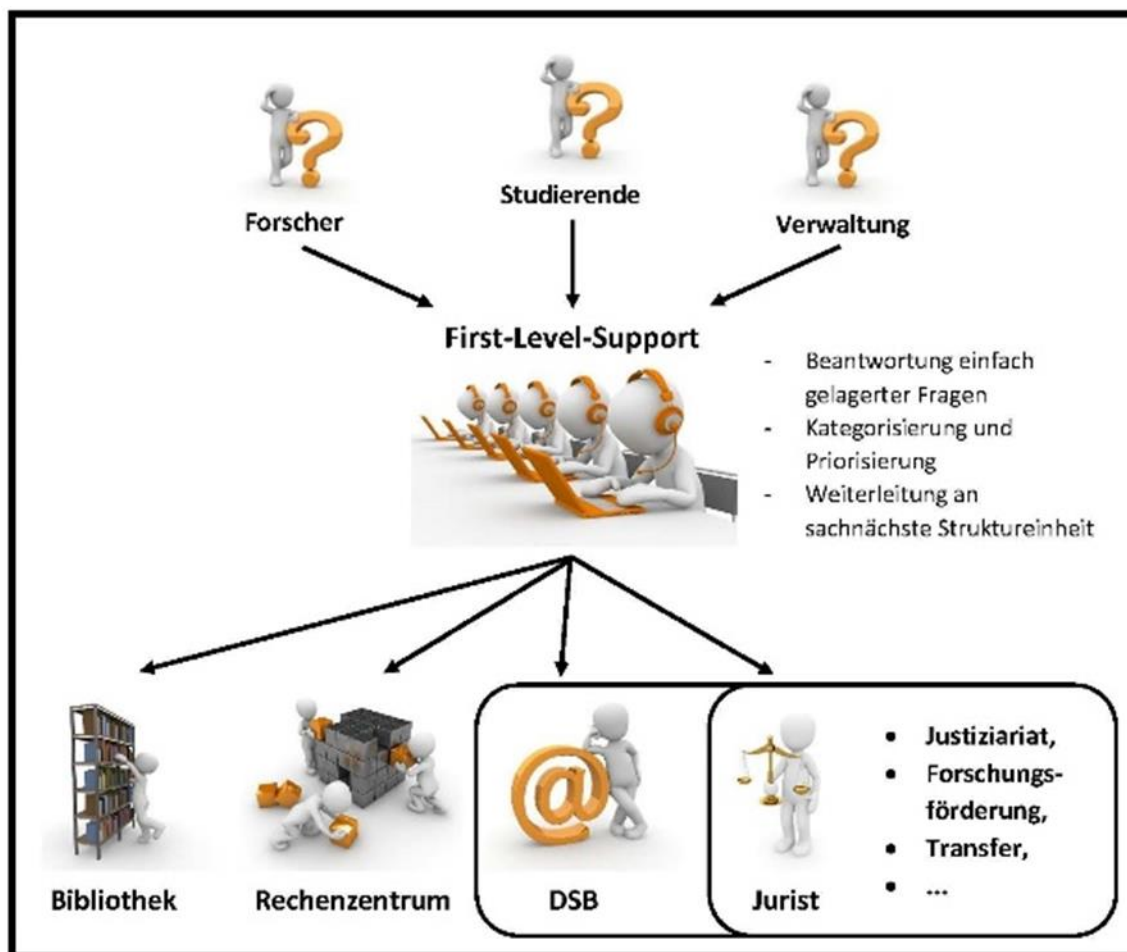 Forscher
Studierende
Verwaltung
First-Level-Support
- Beantwortung einfach
gelagerter Fragen
- Kategorisierung und
Priorisierung
- Weiterleitung an
sachnächste Struktureinheit
Bibliothek
Rechenzentrum
DSB
Jurist
• Justiziariat,
• Forschungs-
förderung,
• Transfer,
• ...